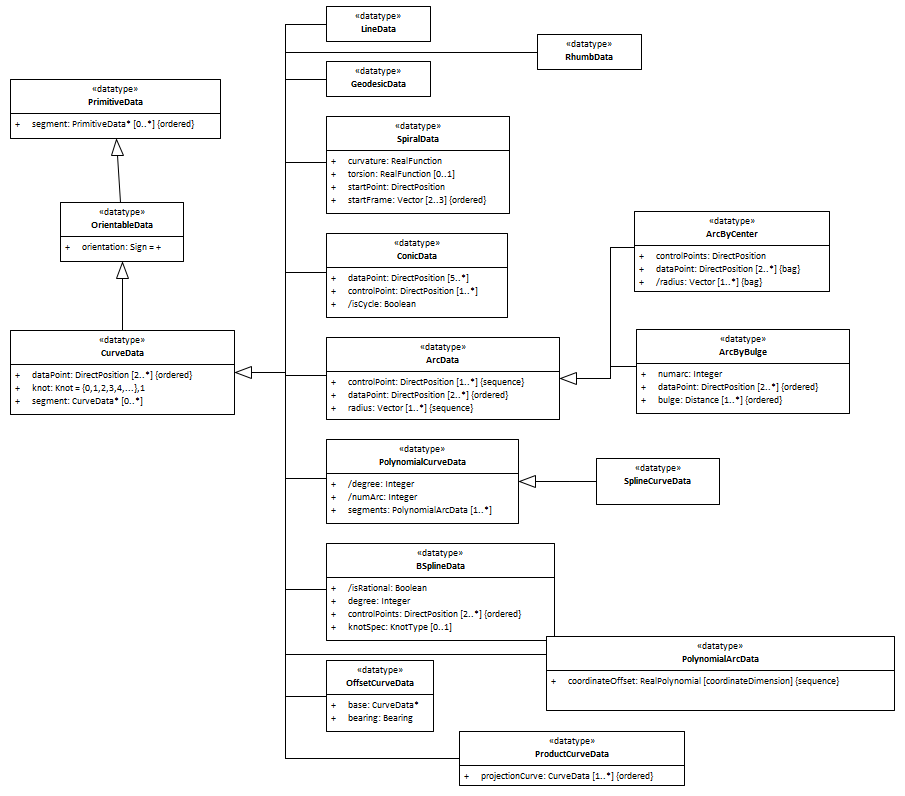 «datatype»
LineData
«datatype»
RhumbData
«datatype»
GeodesicData
«datatype»
PrimitiveData
+ segment: PrimitiveData* [0..*] {ordered}
«datatype»
SpiralData
+ curvature: RealFunction
+ torsion: RealFunction [0..1]
+ startPoint: DirectPosition
+ startFrame: Vector [2..3] {ordered}
«datatype»
OrientableData
+ orientation: Sign = +
«datatype»
ArcByCenter
+ controlPoints: DirectPosition
+ dataPoint: DirectPosition [2..*] {bag}
+ /radius: Vector [1..*] {bag}
«datatype»
ConicData
+ dataPoint: DirectPosition [5..*]
+ controlPoint: DirectPosition [1..*]
+ /isCycle: Boolean
«datatype»
CurveData
+ dataPoint: DirectPosition [2..*] {ordered}
+ knot: Knot = {0,1,2,3,4,...},1
+ segment: CurveData* [0..*]
«datatype»
ArcData
+ controlPoint: DirectPosition [1..*] {sequence}
+ dataPoint: DirectPosition [2..*] {ordered}
+ radius: Vector [1..*] {sequence}
«datatype»
ArcByBulge
+ numarc: Integer
+ dataPoint: DirectPosition [2..*] {ordered}
+ bulge: Distance [1..*] {ordered}
«datatype»
PolynomialCurveData
+ /degree: Integer
+ /numArc: Integer
+ segments: PolynomialArcData [1..*]
«datatype»
SplineCurveData
«datatype»
BSplineData
+ /isRational: Boolean
+ degree: Integer
+ controlPoints: DirectPosition [2..*] {ordered}
+ knotSpec: KnotType [0..1]
«datatype»
PolynomialArcData
+ coordinateOffset: RealPolynomial [coordinateDimension] {sequence}
«datatype»
OffsetCurveData
+ base: CurveData*
+ bearing: Bearing
«datatype»
ProductCurveData
+ projectionCurve: CurveData [1..*] {ordered}